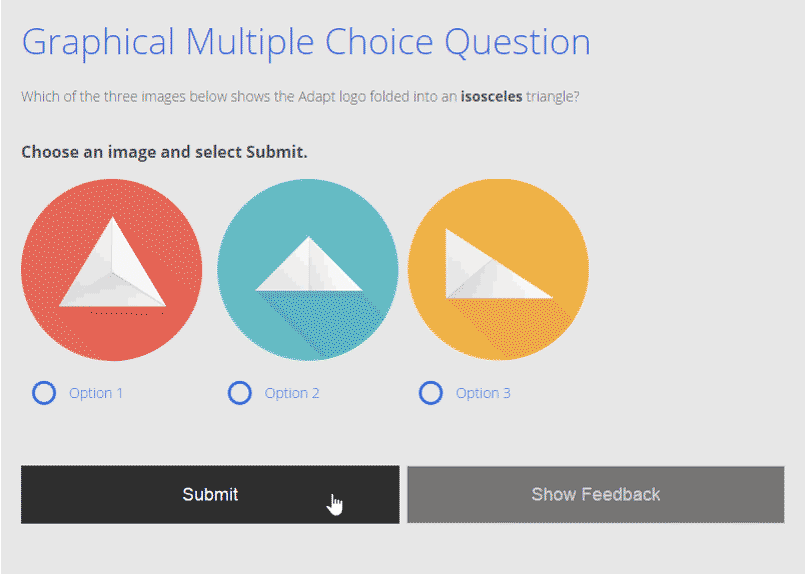 Graphical Multiple Choice Question
Which of the three images below shows the Adapt logo folded into an isosceles triangle?
Choose an image and select Submit.
Option 1
Option 2
Option 3
Submit
Show Feedback